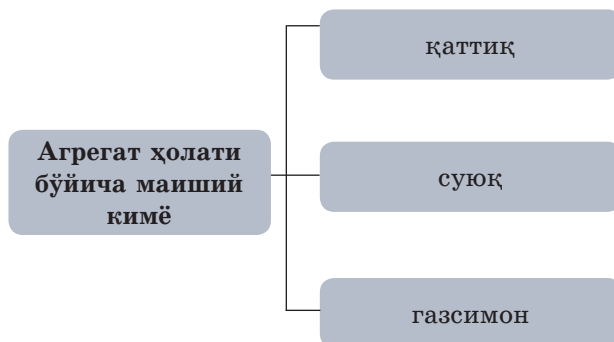 қаттиқ
Агрегат ҳолати
бўйича маиший
кимё
суюқ
газсимон